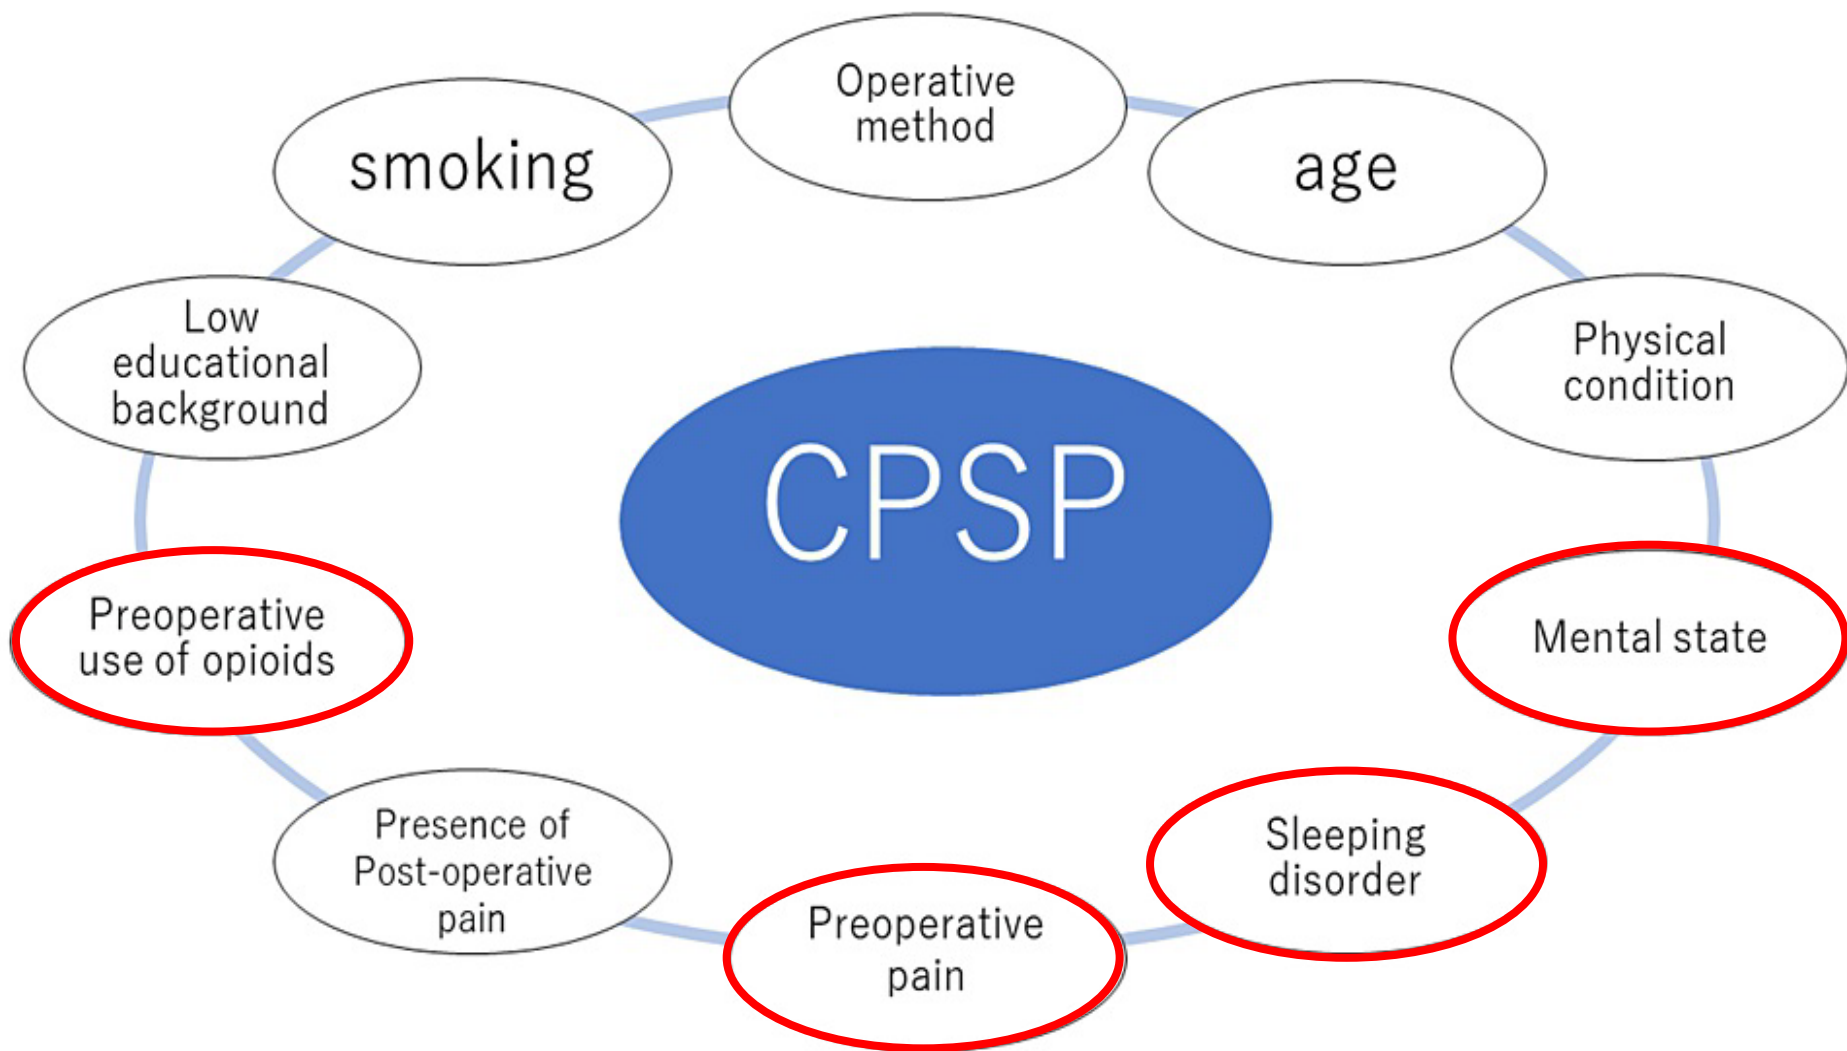 Operative
method
smoking
age
Low
educational
background
Physical
condition
CPSP
Preoperative
use of opioids
Mental state
Presence of
Post-operative
pain
Sleeping
disorder
Preoperative
pain